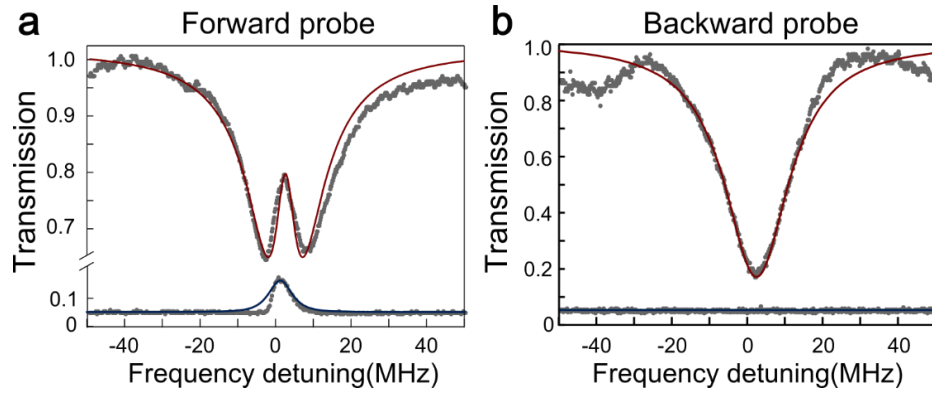 a Forward probe
Transmission
1.0
0.9
0.8
0.7
0.1
0
-40 -20 0 20 40
Frequency detuning(MHz)
b Backward probe
Transmission
1.0
0.8
0.6
0.4
0.2
0
-40 -20 0 20 40
Frequency detuning(MHz)